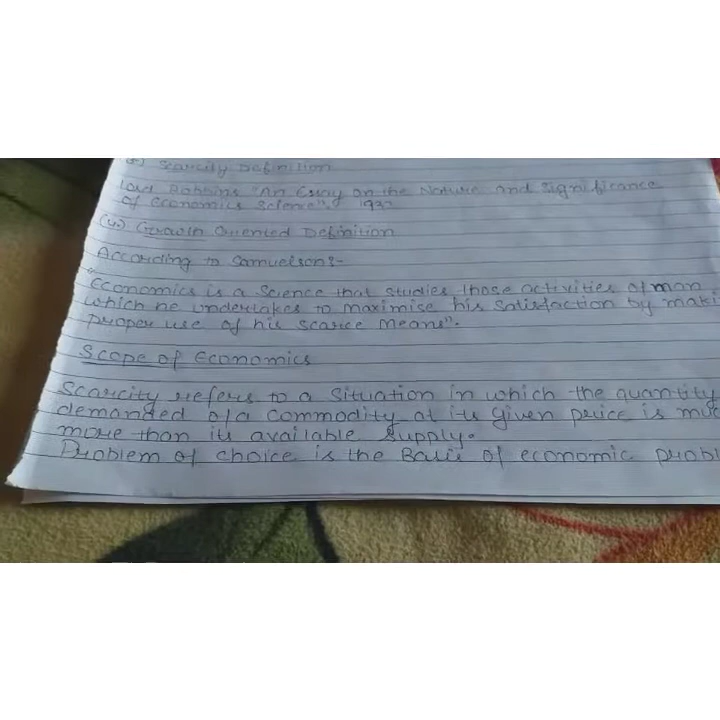 Scarcity Definition
Lord Robbins "An Essay on the Nature and Significance
of Economics Science" 1932
Growth Oriented Definition
According to Samuelson:-
"Economics is a Science that studies those activities of man
which he undertakes to maximise his satisfaction by maki
proper use of his scarce means".
Scope of Economics
Scarcity refers to a situation in which the quantity
demanded of a commodity at its given price is muc
more than its available supply.
Problem of choice is the Basis of economic probl